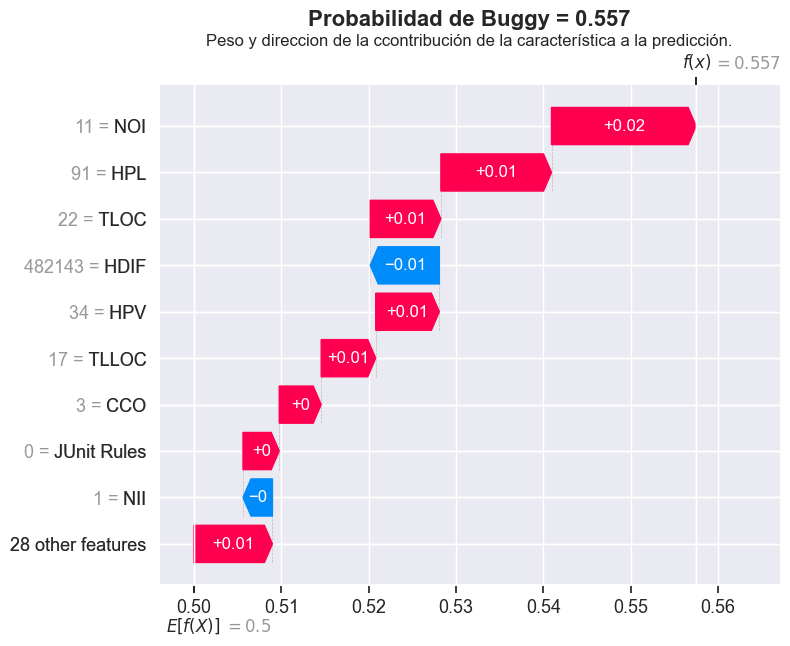 Probabilidad de Buggy = 0.557
Peso y direccion de la ccontribución de la característica a la predicción.
f(x) = 0.557
11 = NOI +0.02
91 = HPL +0.01
22 = TLOC +0.01
482143 = HDIF −0.01
34 = HPV +0.01
17 = TLLOC +0.01
3 = CCO +0
0 = JUnit Rules +0
1 = NII −0
28 other features +0.01
0.50 0.51 0.52 0.53 0.54 0.55 0.56
E[f(X)] = 0.5